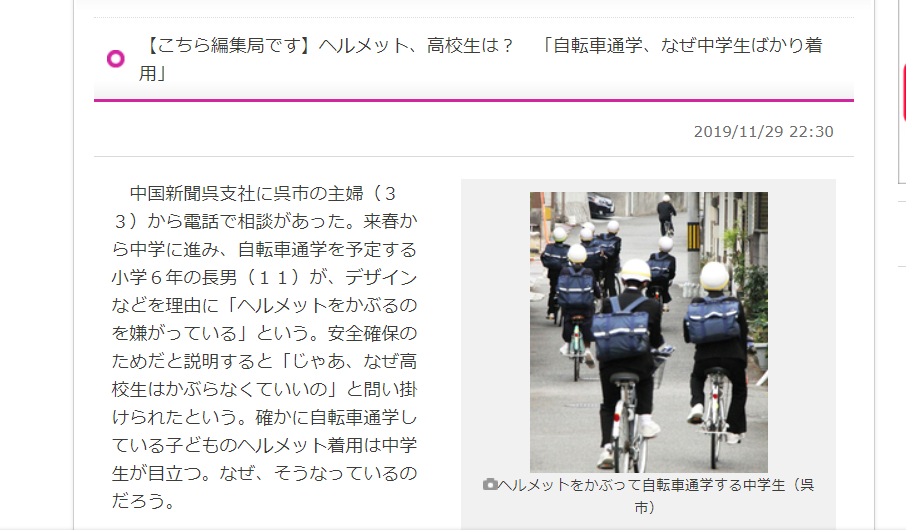 【こちら編集局です】ヘルメット、高校生は？　「自転車通学、なぜ中学生ばかり着
用」
2019/11/29 22:30
　中国新聞呉支社に呉市の主婦（３
３）から電話で相談があった。来春か
ら中学に進み、自転車通学を予定する
小学６年の長男（１１）が、デザイン
などを理由に「ヘルメットをかぶるの
を嫌がっている」という。安全確保の
ためだと説明すると「じゃあ、なぜ高
校生はかぶらなくていいの」と問い掛
けられたという。確かに自転車通学し
ている子どものヘルメット着用は中学
生が目立つ。なぜ、そうなっているの
だろう。
ヘルメットをかぶって自転車通学する中学生（呉
市）